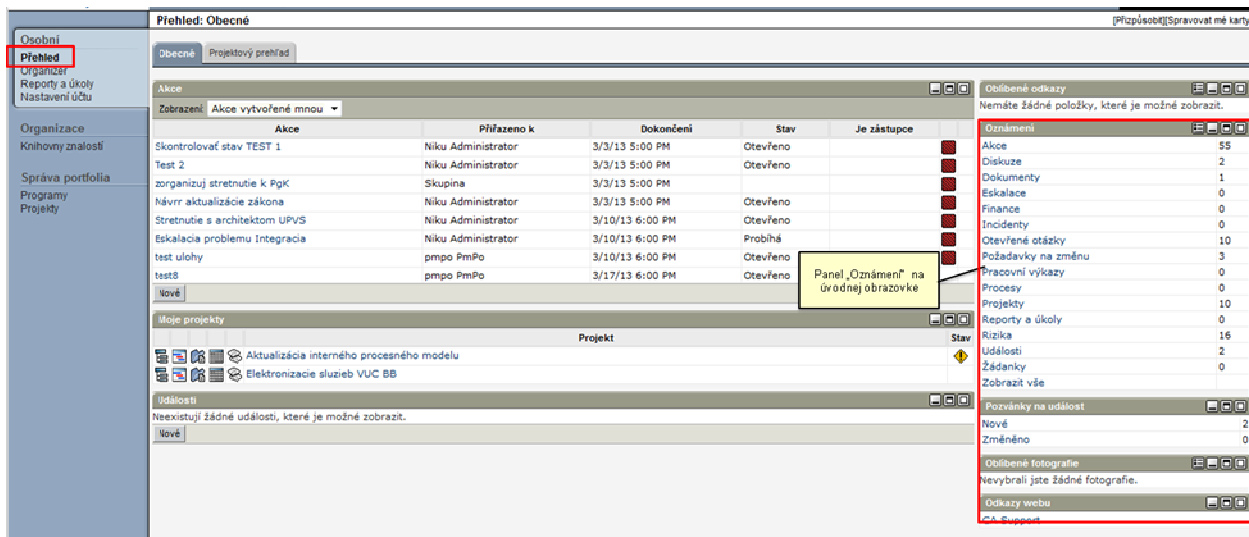 Přehled: Obecné
[Přizpůsobit][Spravovat mé karty
Osobní
Přehled
Organizer
Reporty a úkoly
Nastavení účtu
Organizace
Knihovny znalostí
Správa portfolia
Programy
Projekty
Obecné Projektový prehľad
Akce
Zobrazení Akce vytvořené mnou
Akce Přiřazeno k Dokončení Stav Je zástupce
Skontrolovať stav TEST 1 Niku Administrator 3/3/13 5:00 PM Otevřeno
Test 2 Niku Administrator 3/3/13 5:00 PM Otevřeno
zorganizuj stretnutie k PgK Skupina 3/3/13 5:00 PM
Návrr aktualizácie zákona Niku Administrator 3/3/13 5:00 PM Otevřeno
Stretnutie s architektom UPVS Niku Administrator 3/10/13 6:00 PM Otevřeno
Eskalacia problemu Integracia Niku Administrator 3/10/13 6:00 PM Probíhá
test ulohy pmpo PmPo 3/10/13 6:00 PM Otevřeno
test8 pmpo PmPo 3/17/13 6:00 PM Otevřeno
Nové
Moje projekty
Projekt Stav
Aktualizácia interného procesného modelu
Elektronizacie sluzieb VUC BB
Události
Neexistují žádné události, které je možné zobrazit.
Nové
Panel „Oznámení" na
úvodnej obrazovke
Oblíbené odkazy
Nemáte žádné položky, které je možné zobrazit.
Oznámení
Akce 55
Diskuze 2
Dokumenty 1
Eskalace 0
Finance 0
Incidenty 0
Otevřené otázky 10
Požadavky na změnu 3
Pracovní výkazy 0
Procesy 0
Projekty 10
Reporty a úkoly 0
Rizika 16
Události 2
Žádanky 0
Zobrazit vše
Pozvánky na událost
Nové 2
Změněno 0
Oblíbené fotografie
Nevybrali jste žádné fotografie.
Odkazy webu
CA Support